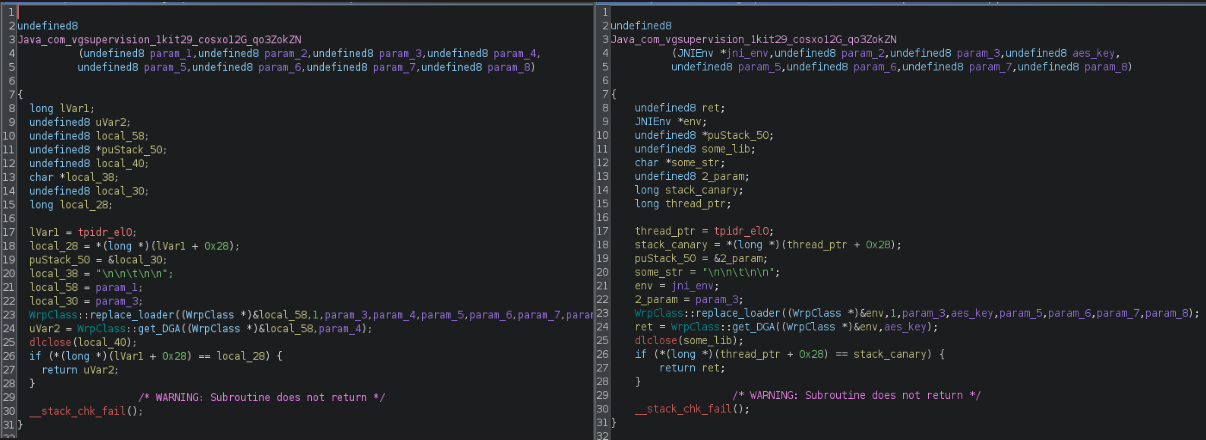 1
2 undefined8
3 Java_com_vgsupervision_1kit29_cosxo12G_qo3ZokZN
4 (undefined8 param_1,undefined8 param_2,undefined8 param_3,undefined8 param_4,
5 undefined8 param_5,undefined8 param_6,undefined8 param_7,undefined8 param_8)
6
7 {
8 long lVar1;
9 undefined8 uVar2;
10 undefined8 local_58;
11 undefined8 *puStack_50;
12 undefined8 local_40;
13 char *local_38;
14 undefined8 local_30;
15 long local_28;
16
17 lVar1 = tpidr_el0;
18 local_28 = *(long *)(lVar1 + 0x28);
19 puStack_50 = &local_30;
20 local_38 = "\n\n\t\n\n";
21 local_58 = param_1;
22 local_30 = param_3;
23 WrpClass::replace_loader((WrpClass *)&local_58,1,param_3,param_4,param_5,param_6,param_7,para
24 uVar2 = WrpClass::get_DGA((WrpClass *)&local_58,param_4);
25 dlclose(local_40);
26 if (*(long *)(lVar1 + 0x28) == local_28) {
27 return uVar2;
28 }
29 /* WARNING: Subroutine does not return */
30 __stack_chk_fail();
31 }
1
2 undefined8
3 Java_com_vgsupervision_1kit29_cosxo12G_qo3ZokZN
4 (JNIEnv *jni_env,undefined8 param_2,undefined8 param_3,undefined8 aes_key,
5 undefined8 param_5,undefined8 param_6,undefined8 param_7,undefined8 param_8)
6
7 {
8 undefined8 ret;
9 JNIEnv *env;
10 undefined8 *puStack_50;
11 undefined8 some_lib;
12 char *some_str;
13 undefined8 2_param;
14 long stack_canary;
15 long thread_ptr;
16
17 thread_ptr = tpidr_el0;
18 stack_canary = *(long *)(thread_ptr + 0x28);
19 puStack_50 = &2_param;
20 some_str = "\n\n\t\n\n";
21 env = jni_env;
22 2_param = param_3;
23 WrpClass::replace_loader((WrpClass *)&env,1,param_3,aes_key,param_5,param_6,param_7,param_8);
24 ret = WrpClass::get_DGA((WrpClass *)&env,aes_key);
25 dlclose(some_lib);
26 if (*(long *)(thread_ptr + 0x28) == stack_canary) {
27 return ret;
28 }
29 /* WARNING: Subroutine does not return */
30 __stack_chk_fail();
31 }
32